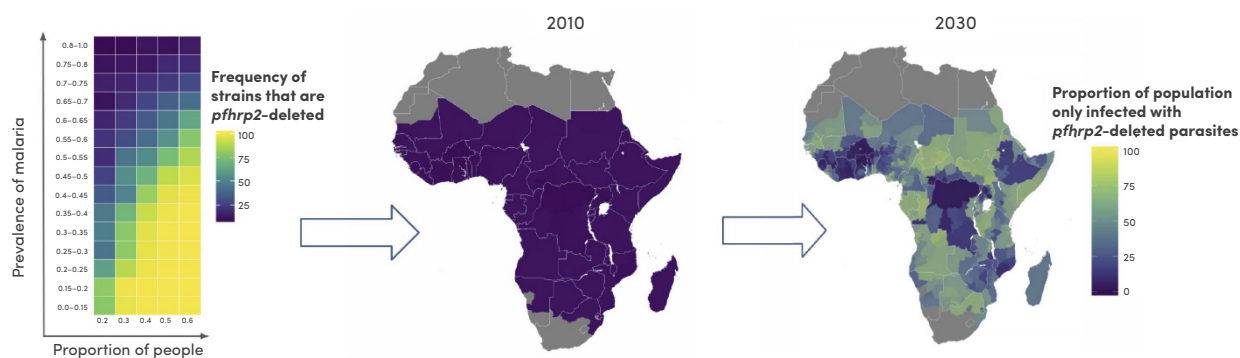 2010
2030
0.8–1.0
0.75–0.8
0.7–0.75
0.65–0.7
0.6–0.65
0.55–0.6
0.5–0.55
0.45–0.5
0.4–0.45
0.35–0.4
0.3–0.35
0.25–0.3
0.2–0.25
0.15–0.2
0.0–0.15
0.2 0.3 0.4 0.5 0.6
Prevalence of malaria
Proportion of people
Frequency of
strains that are
pfhrp2-deleted
100
75
50
25
Proportion of population
only infected with
pfhrp2-deleted parasites
100
75
50
25
0